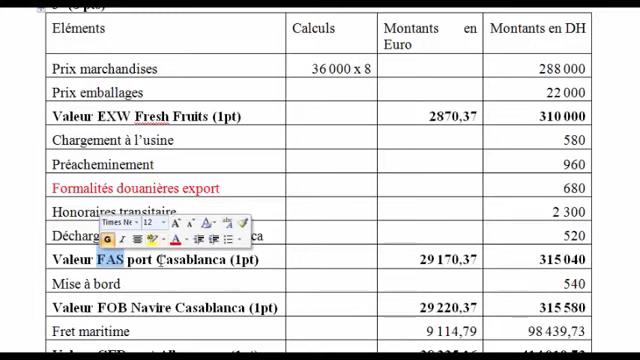 Eléments Calculs Montants en Euro Montants en DH
Prix marchandises 36 000 x 8 288 000
Prix emballages 22 000
Valeur EXW Fresh Fruits (1pt) 2870,37 310 000
Chargement à l'usine 580
Préacheminement 960
Formalités douanières export 680
Honoraires transitaire 2 300
Times Ne 12
G I A
Décharg ca 520
Valeur FAS port Casablanca (1pt) 29 170,37 315 040
Mise à bord 540
Valeur FOB Navire Casablanca (1pt) 29 220,37 315 580
Fret maritime 9 114,79 98 439,73